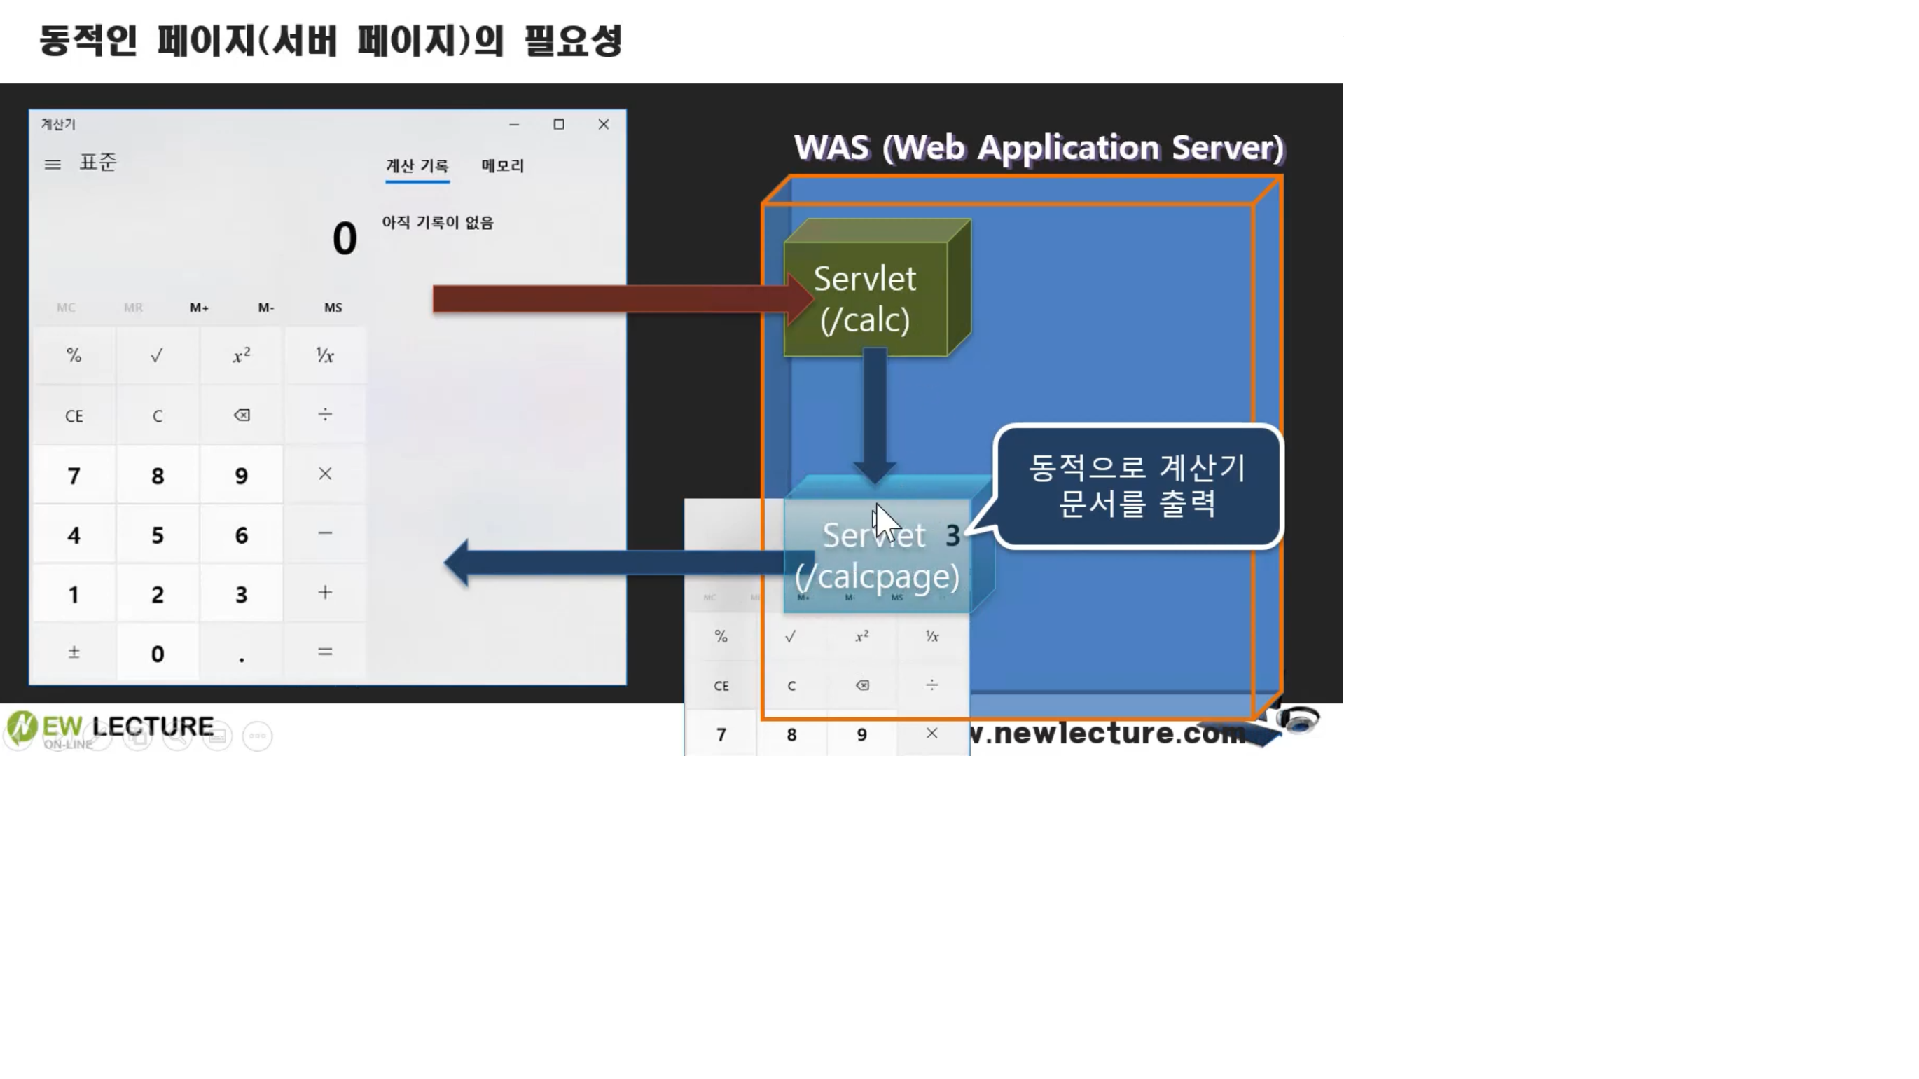 동적인 페이지(서버 페이지)의 필요성
계산기
표준
계산 기록 메모리
0
아직 기록이 없음
MC MR M+ M- MS
% √ x² ¹/x
CE C ÷
7 8 9 ×
4 5 6 −
1 2 3 +
± 0 . =
WAS (Web Application Server)
Servlet
(/calc)
동적으로 계산기
문서를 출력
Servlet 3
(/calcpage)
MC M+ MS
% √ x² ¹/x
CE C ÷
7 8 9 ×
NEW LECTURE
ON-LINE
.newlecture.com